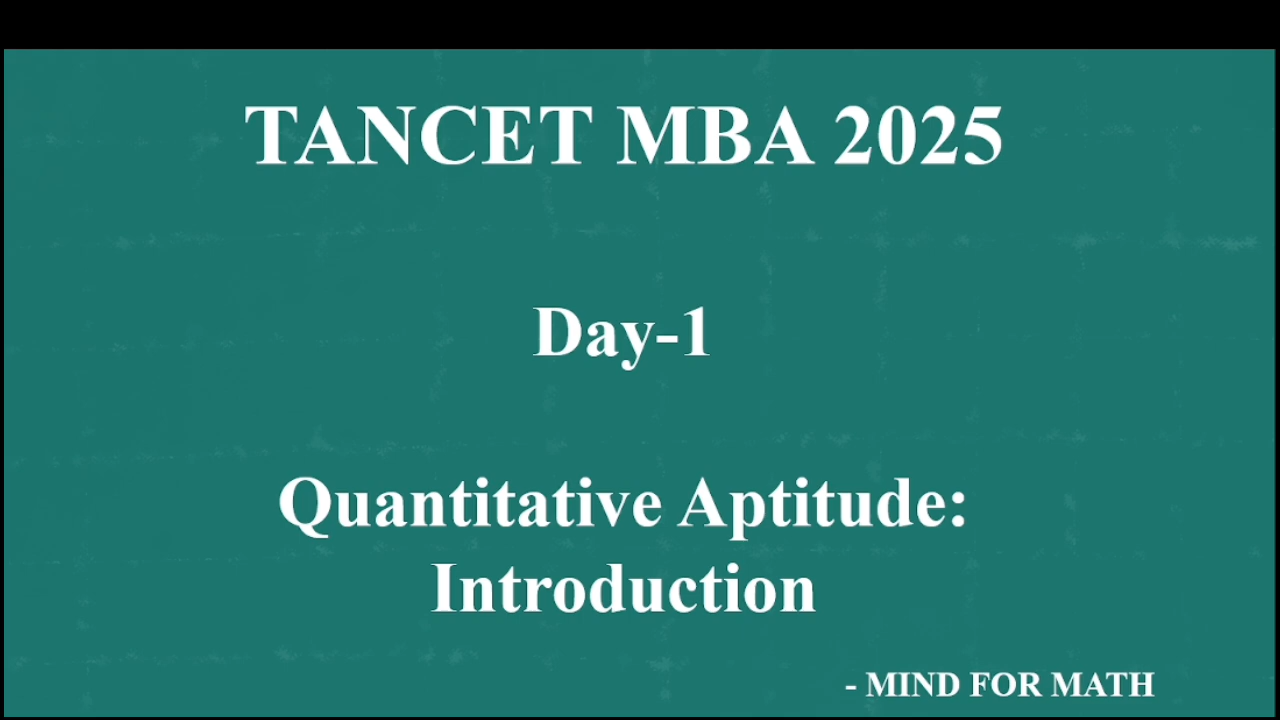 TANCET MBA 2025
Day-1
Quantitative Aptitude:
Introduction
- MIND FOR MATH